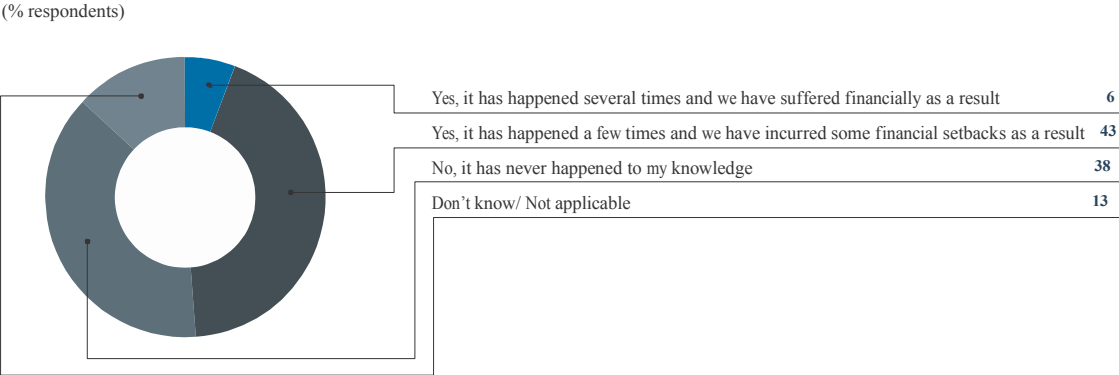 (% respondents)
Yes, it has happened several times and we have suffered financially as a result 6
Yes, it has happened a few times and we have incurred some financial setbacks as a result 43
No, it has never happened to my knowledge 38
Don’t know/ Not applicable 13